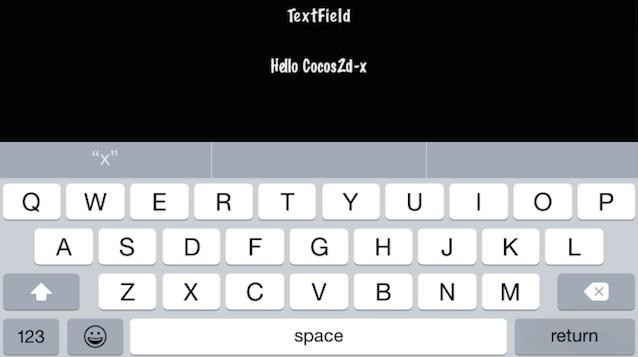 TextField
Hello Cocos2d-x
“x”
Q W E R T Y U I O P
A S D F G H J K L
Z X C V B N M
123 space return